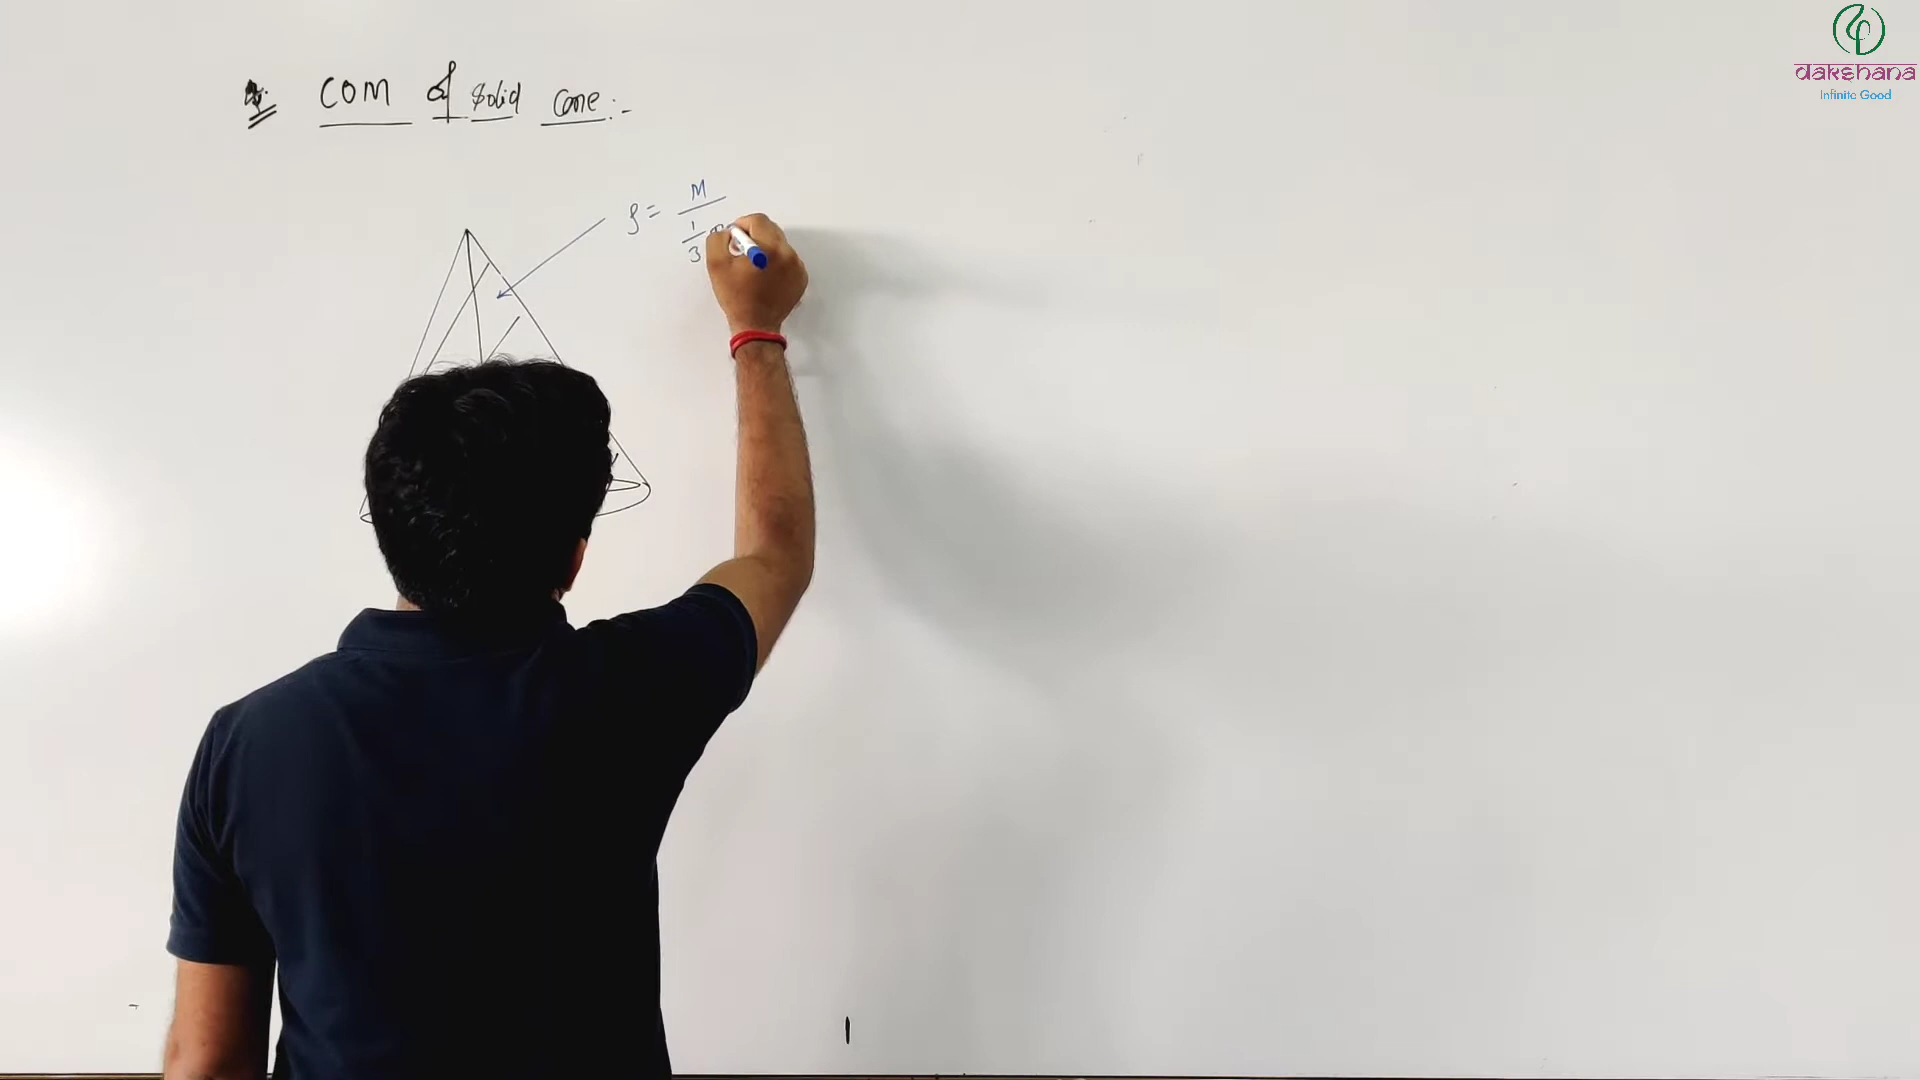 COM of solid cone:-
ρ = M
1
3
dakshana
Infinite Good